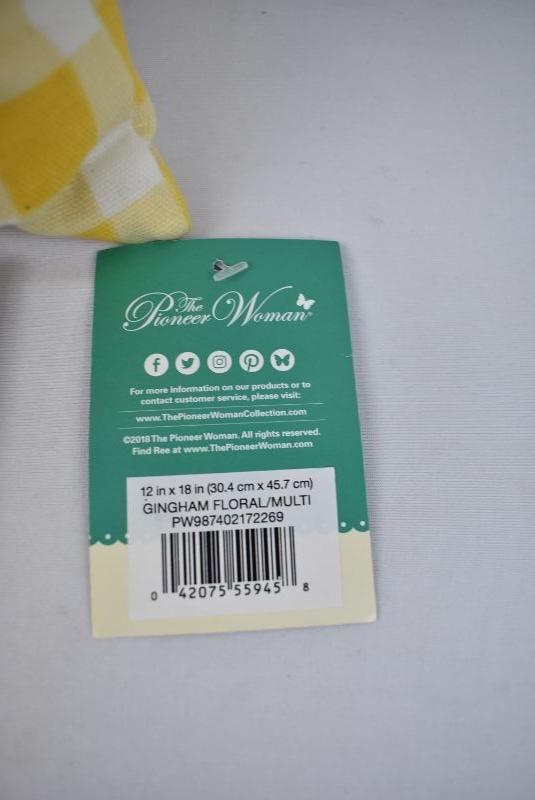 The
Pioneer Woman®
For more information on our products or to
contact customer service, please visit:
www.ThePioneerWomanCollection.com
©2018 The Pioneer Woman. All rights reserved.
Find Ree at www.ThePioneerWoman.com
12 in x 18 in (30.4 cm x 45.7 cm)
GINGHAM FLORAL/MULTI
PW987402172269
0 42075 55945 8